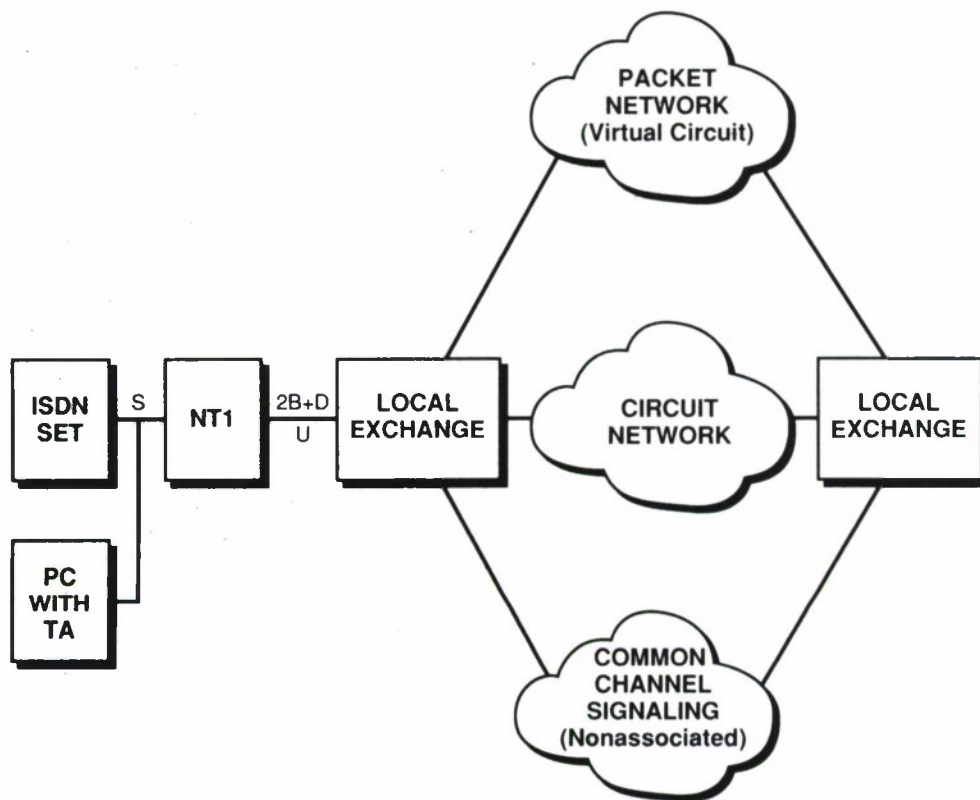 PACKET
NETWORK
(Virtual Circuit)
ISDN
SET
S
NT1
2B+D
U
LOCAL
EXCHANGE
CIRCUIT
NETWORK
LOCAL
EXCHANGE
PC
WITH
TA
COMMON
CHANNEL
SIGNALING
(Nonassociated)